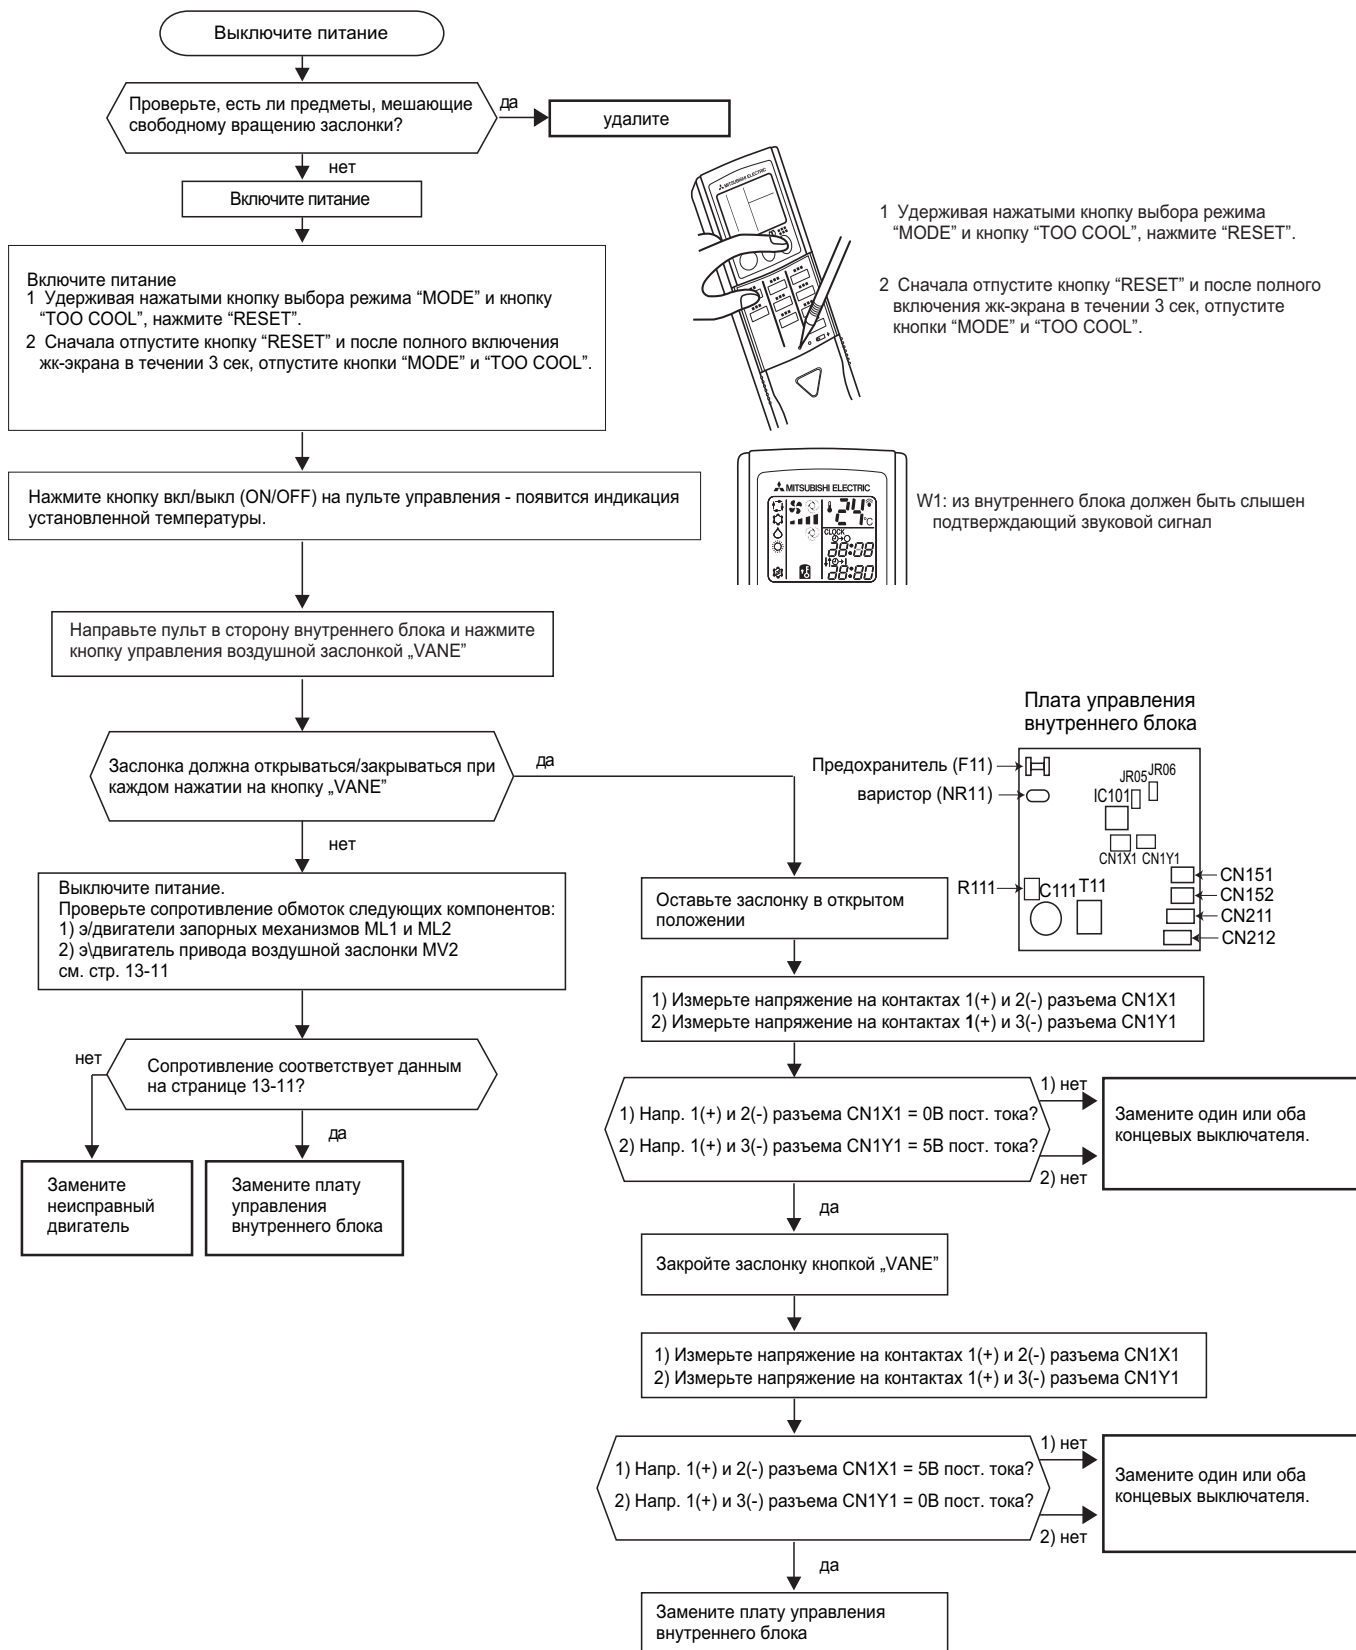 Выключите питание
Проверьте, есть ли предметы, мешающие
свободному вращению заслонки?
да
удалите
нет
Включите питание
Включите питание
1 Удерживая нажатыми кнопку выбора режима “MODE” и кнопку
“TOO COOL”, нажмите “RESET”.
2 Сначала отпустите кнопку “RESET” и после полного включения
жк-экрана в течении 3 сек, отпустите кнопки “MODE” и “TOO COOL”.
MITSUBISHI ELECTRIC
1 Удерживая нажатыми кнопку выбора режима
“MODE” и кнопку “TOO COOL”, нажмите “RESET”.
2 Сначала отпустите кнопку “RESET” и после полного
включения жк-экрана в течении 3 сек, отпустите
кнопки “MODE” и “TOO COOL”.
Нажмите кнопку вкл/выкл (ON/OFF) на пульте управления - появится индикация
установленной температуры.
MITSUBISHI ELECTRIC
24°C
CLOCK
38:08
38:80
W1: из внутреннего блока должен быть слышен
подтверждающий звуковой сигнал
Направьте пульт в сторону внутреннего блока и нажмите
кнопку управления воздушной заслонкой „VANE”
Заслонка должна открываться/закрываться при
каждом нажатии на кнопку „VANE”
да
нет
Плата управления
внутреннего блока
Предохранитель (F11)
варистор (NR11)
JR05
JR06
IC101
CN1X1
CN1Y1
R111
C111
T11
CN151
CN152
CN211
CN212
Выключите питание.
Проверьте сопротивление обмоток следующих компонентов:
1) э/двигатели запорных механизмов ML1 и ML2
2) э\двигатель привода воздушной заслонки MV2
см. стр. 13-11
нет
Сопротивление соответствует данным
на странице 13-11?
да
Замените
неисправный
двигатель
Замените плату
управления
внутреннего блока
Оставьте заслонку в открытом
положении
1) Измерьте напряжение на контактах 1(+) и 2(-) разъема CN1X1
2) Измерьте напряжение на контактах 1(+) и 3(-) разъема CN1Y1
1) Напр. 1(+) и 2(-) разъема CN1X1 = 0В пост. тока?
2) Напр. 1(+) и 3(-) разъема CN1Y1 = 5В пост. тока?
1) нет
2) нет
Замените один или оба
концевых выключателя.
да
Закройте заслонку кнопкой „VANE”
1) Измерьте напряжение на контактах 1(+) и 2(-) разъема CN1X1
2) Измерьте напряжение на контактах 1(+) и 3(-) разъема CN1Y1
1) Напр. 1(+) и 2(-) разъема CN1X1 = 5В пост. тока?
2) Напр. 1(+) и 3(-) разъема CN1Y1 = 0В пост. тока?
1) нет
2) нет
Замените один или оба
концевых выключателя.
да
Замените плату управления
внутреннего блока